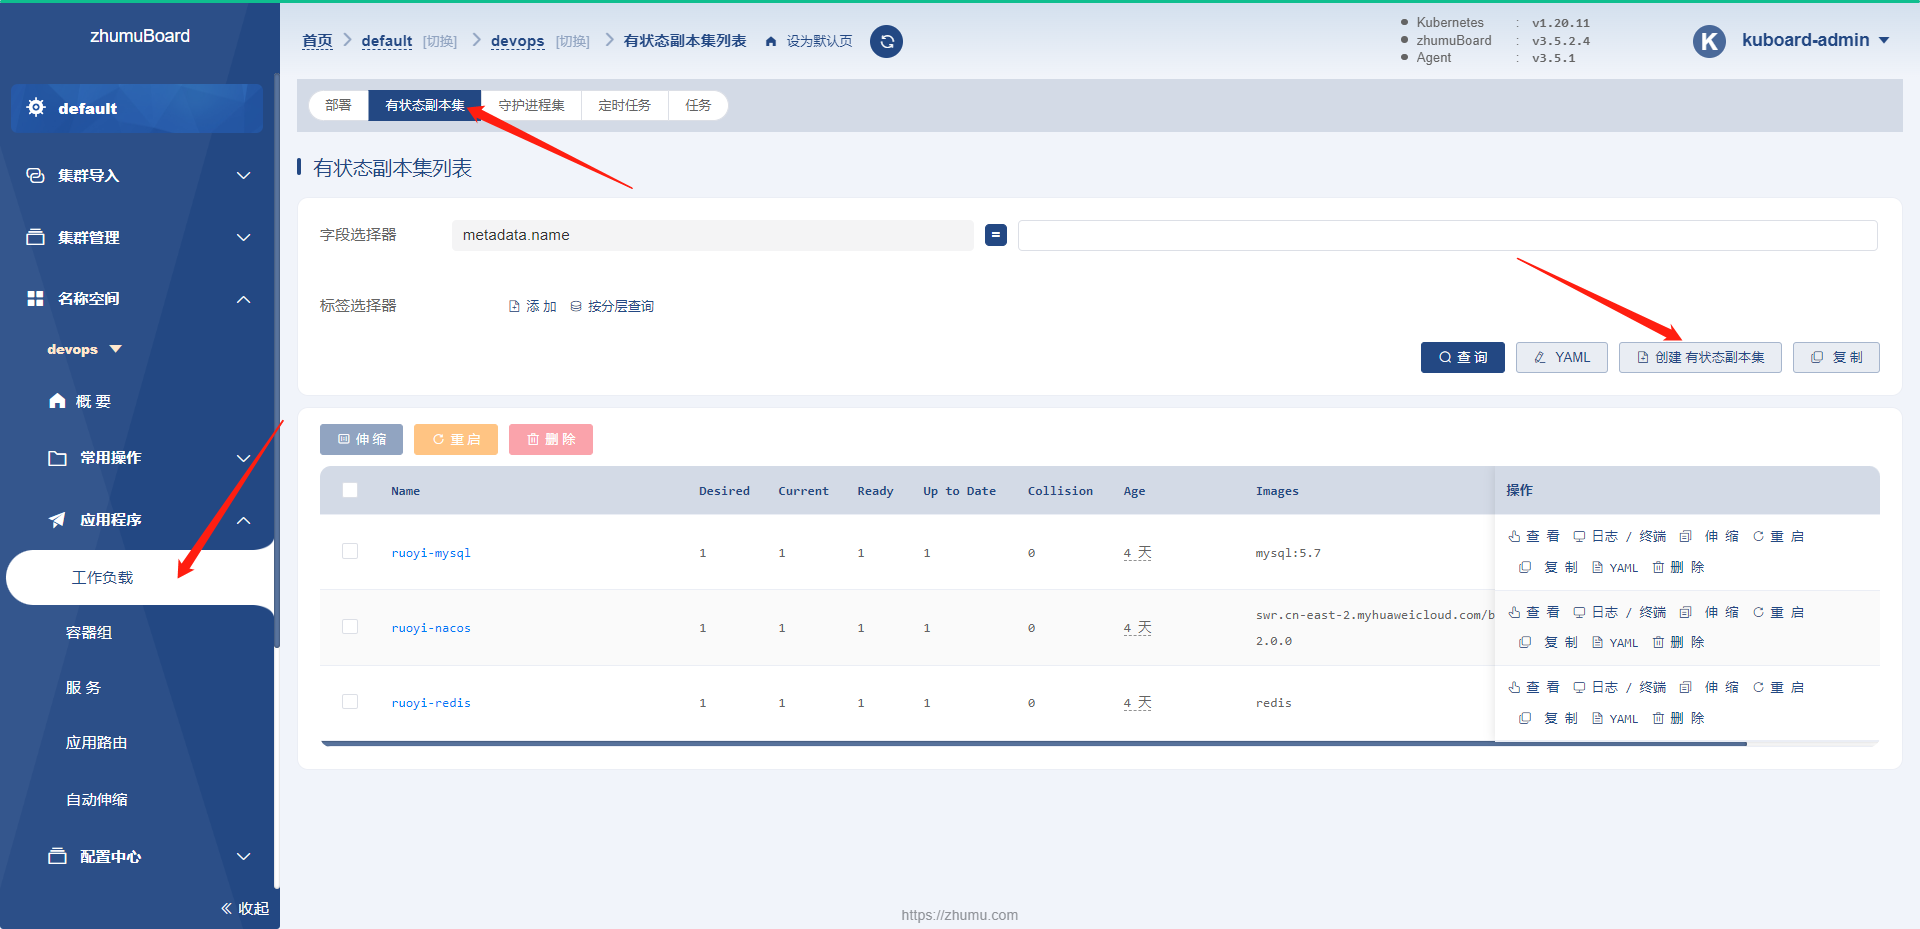 zhumuBoard
default
集群导入
集群管理
名称空间
devops
概 要
常用操作
应用程序
工作负载
容器组
服 务
应用路由
自动伸缩
配置中心
收起
首页 default [切换] devops [切换] 有状态副本集列表 设为默认页
Kubernetes : v1.20.11
zhumuBoard : v3.5.2.4
Agent : v3.5.1
K kuboard-admin
部署 有状态副本集 守护进程集 定时任务 任务
有状态副本集列表
字段选择器 metadata.name =
标签选择器 添 加 按分层查询
查 询 YAML 创建 有状态副本集 复 制
伸 缩 重 启 删 除
Name Desired Current Ready Up to Date Collision Age Images 操作
ruoyi-mysql 1 1 1 1 0 4 天 mysql:5.7 查 看 日志 / 终端 伸 缩 重 启
复 制 YAML 删 除
ruoyi-nacos 1 1 1 1 0 4 天 swr.cn-east-2.myhuaweicloud.com/b 查 看 日志 / 终端 伸 缩 重 启
2.0.0 复 制 YAML 删 除
ruoyi-redis 1 1 1 1 0 4 天 redis 查 看 日志 / 终端 伸 缩 重 启
复 制 YAML 删 除
https://zhumu.com